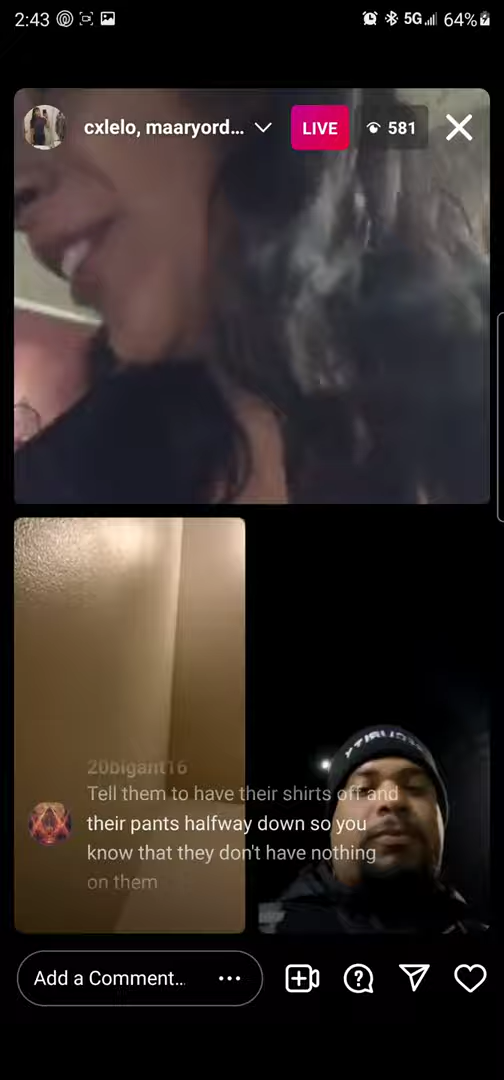 2:43 5G 64%
cxlelo, maaryord... LIVE 581
20bigant16
Tell them to have their shirts off and
their pants halfway down so you
know that they don't have nothing
on them
SECURITY
Add a Comment...